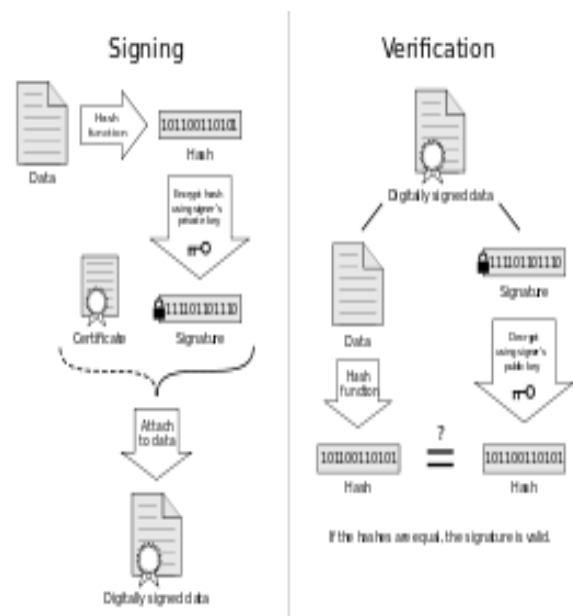 Signing
Hash
function
101100110101
Hash
Data
Encrypt hash
using signer's
private key
111101101110
Certificate
Signature
Attach
to data
Digitally signed data
Verification
Digitally signed data
111101101110
Signature
Data
Decrypt
using signer's
public key
Hash
function
?
101100110101
=
101100110101
Hash
Hash
If the hashes are equal, the signature is valid.